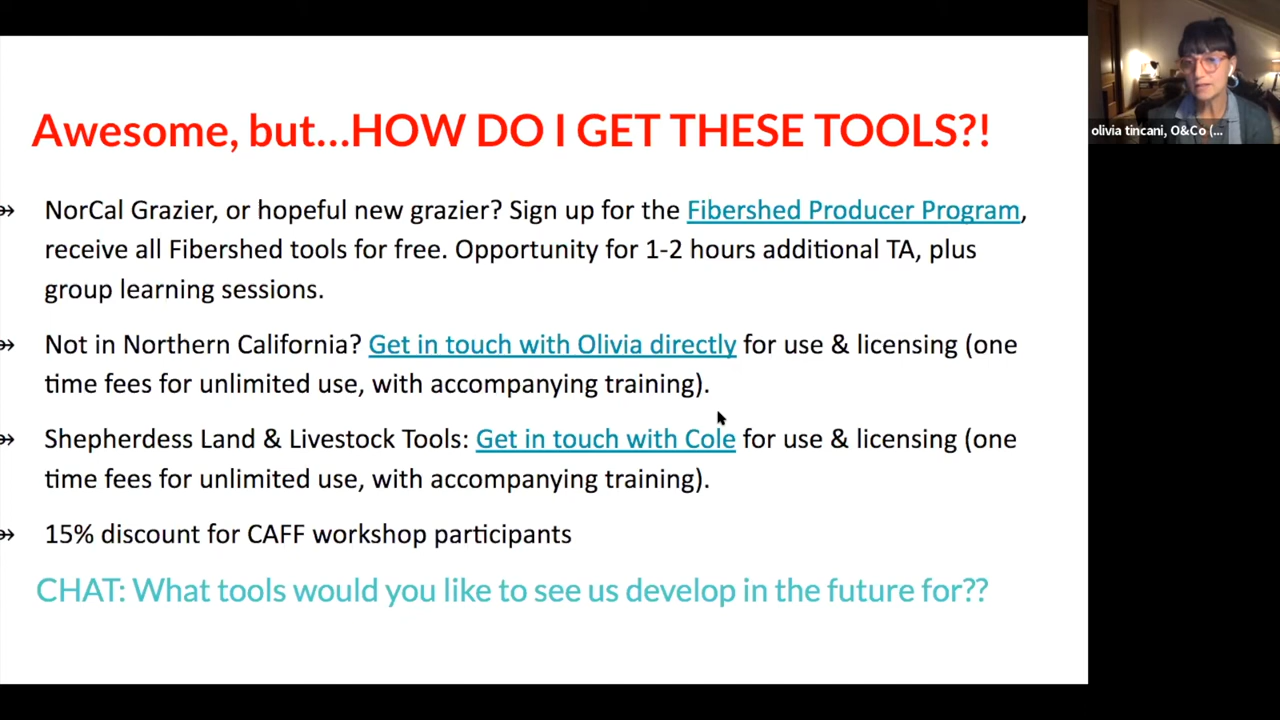 Awesome, but...HOW DO I GET THESE TOOLS?!
olivia tincani, O&Co (...
NorCal Grazier, or hopeful new grazier? Sign up for the Fibershed Producer Program,
receive all Fibershed tools for free. Opportunity for 1-2 hours additional TA, plus
group learning sessions.
Not in Northern California? Get in touch with Olivia directly for use & licensing (one
time fees for unlimited use, with accompanying training).
Shepherdess Land & Livestock Tools: Get in touch with Cole for use & licensing (one
time fees for unlimited use, with accompanying training).
15% discount for CAFF workshop participants
CHAT: What tools would you like to see us develop in the future for??